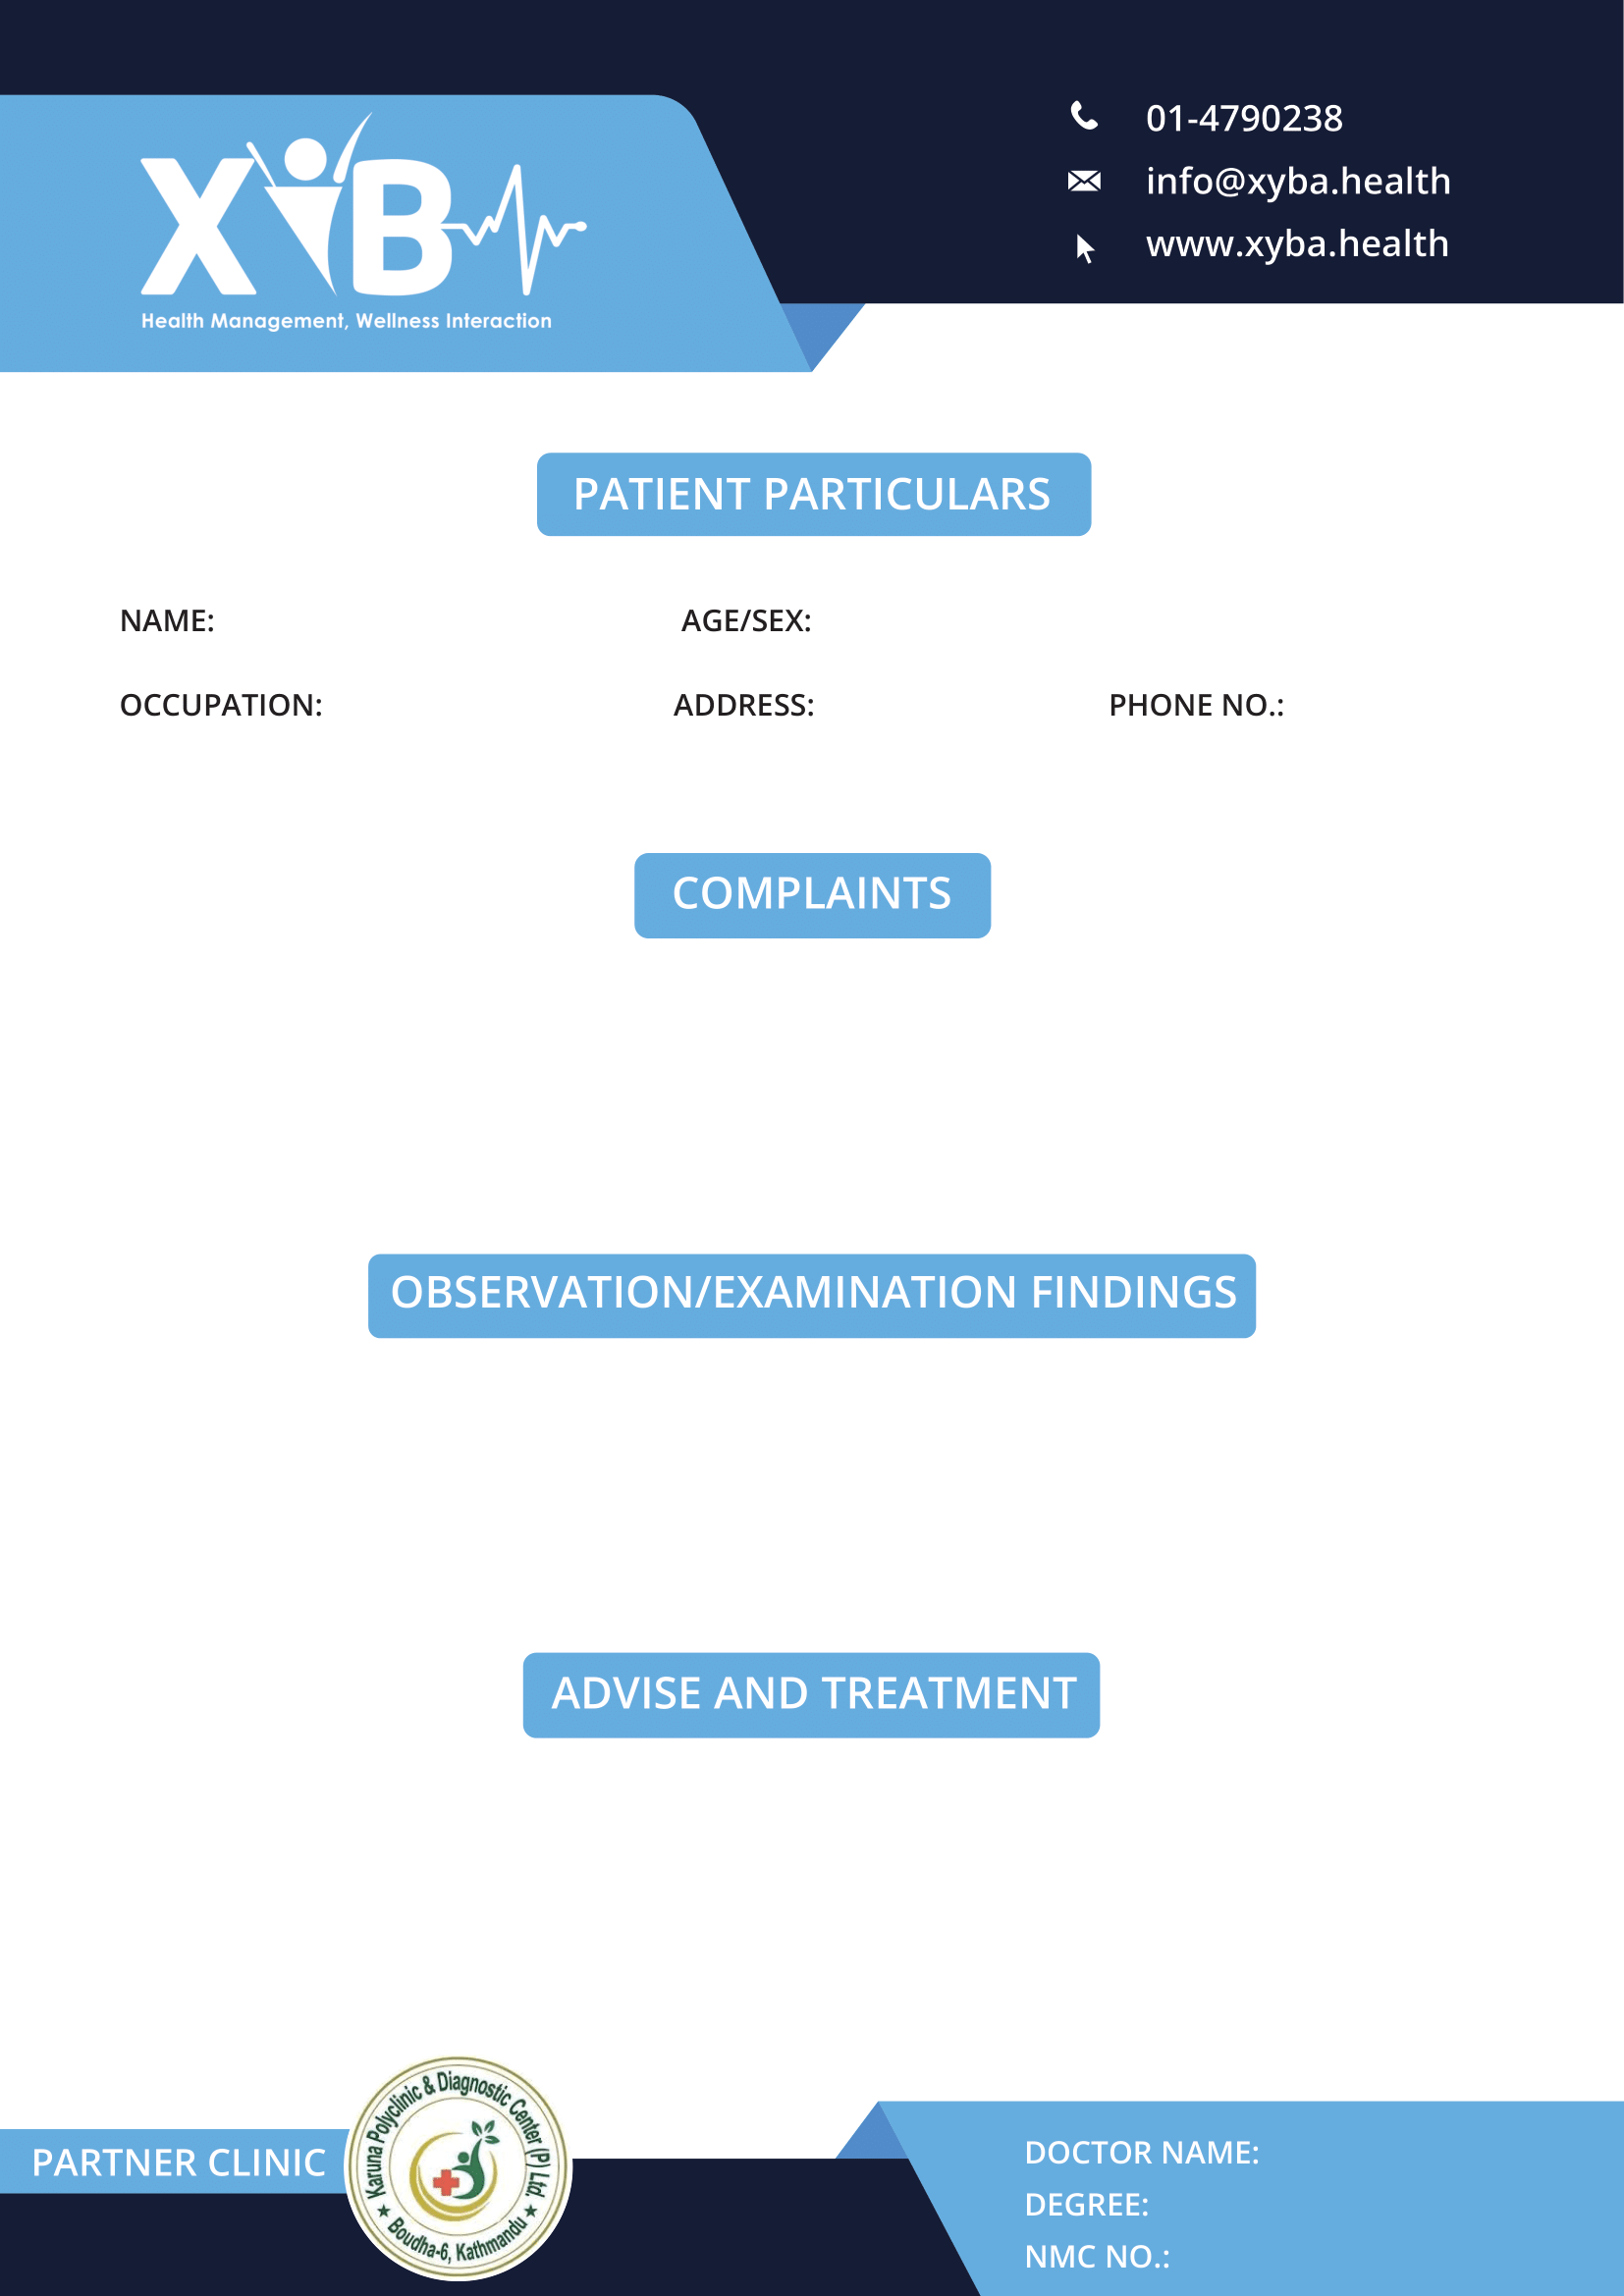 XYBA
Health Management, Wellness Interaction
01-4790238
info@xyba.health
www.xyba.health
PATIENT PARTICULARS
NAME:
AGE/SEX:
OCCUPATION:
ADDRESS:
PHONE NO.:
COMPLAINTS
OBSERVATION/EXAMINATION FINDINGS
ADVISE AND TREATMENT
PARTNER CLINIC
Karuna Polyclinic & Diagnostic Center (P) Ltd.
Boudha-6, Kathmandu
DOCTOR NAME:
DEGREE:
NMC NO.: